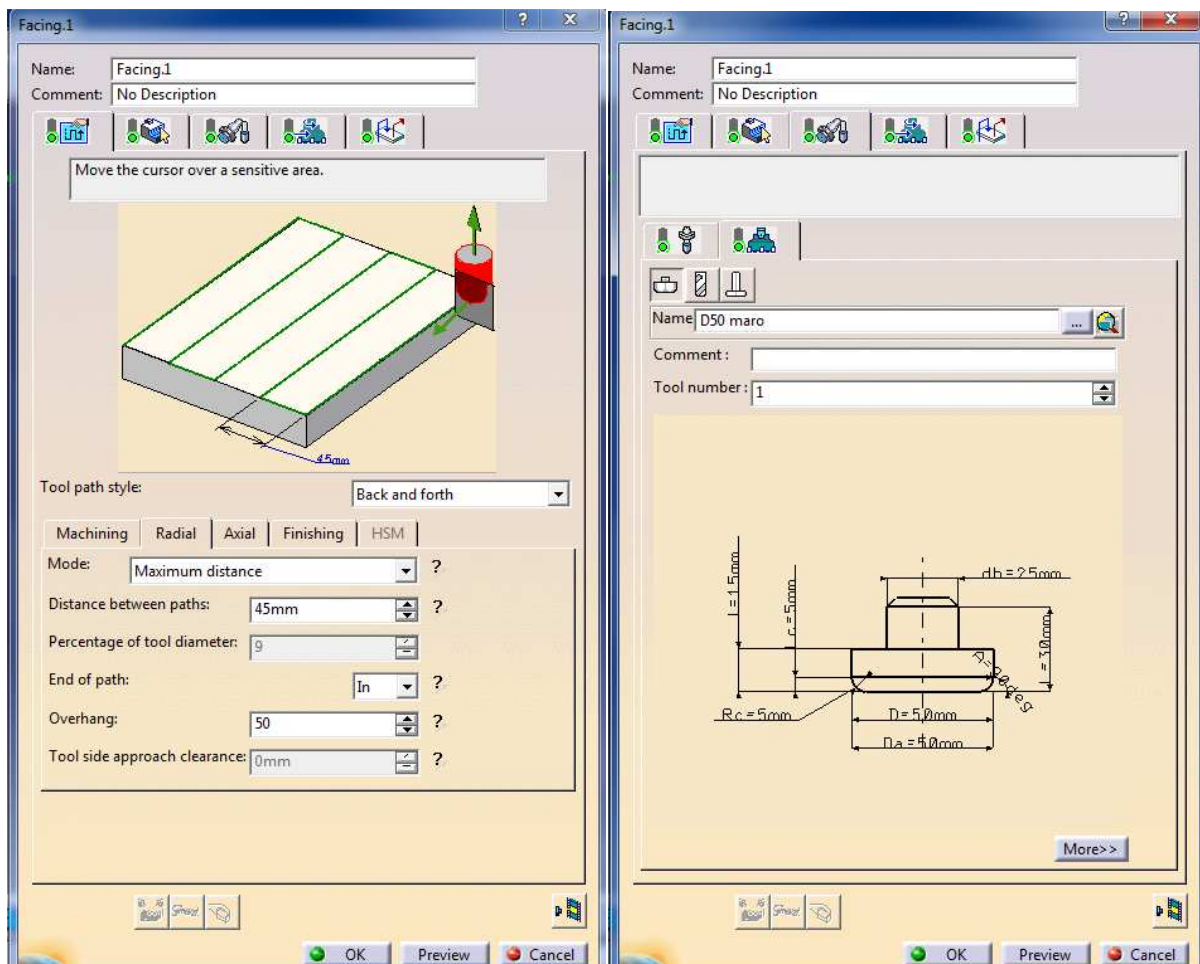 Facing.1
Name: Facing.1
Comment: No Description
Move the cursor over a sensitive area.
45mm
Tool path style: Back and forth
Machining Radial Axial Finishing HSM
Mode: Maximum distance ?
Distance between paths: 45mm ?
Percentage of tool diameter: 9
End of path: In ?
Overhang: 50 ?
Tool side approach clearance: 0mm ?
OK Preview Cancel
Facing.1
Name: Facing.1
Comment: No Description
Name D50 maro ...
Comment :
Tool number : 1
l=15mm
lc=5mm
db=25mm
L=30mm
A=90deg
Rc=5mm
D=50mm
Da=50mm
More>>
OK Preview Cancel